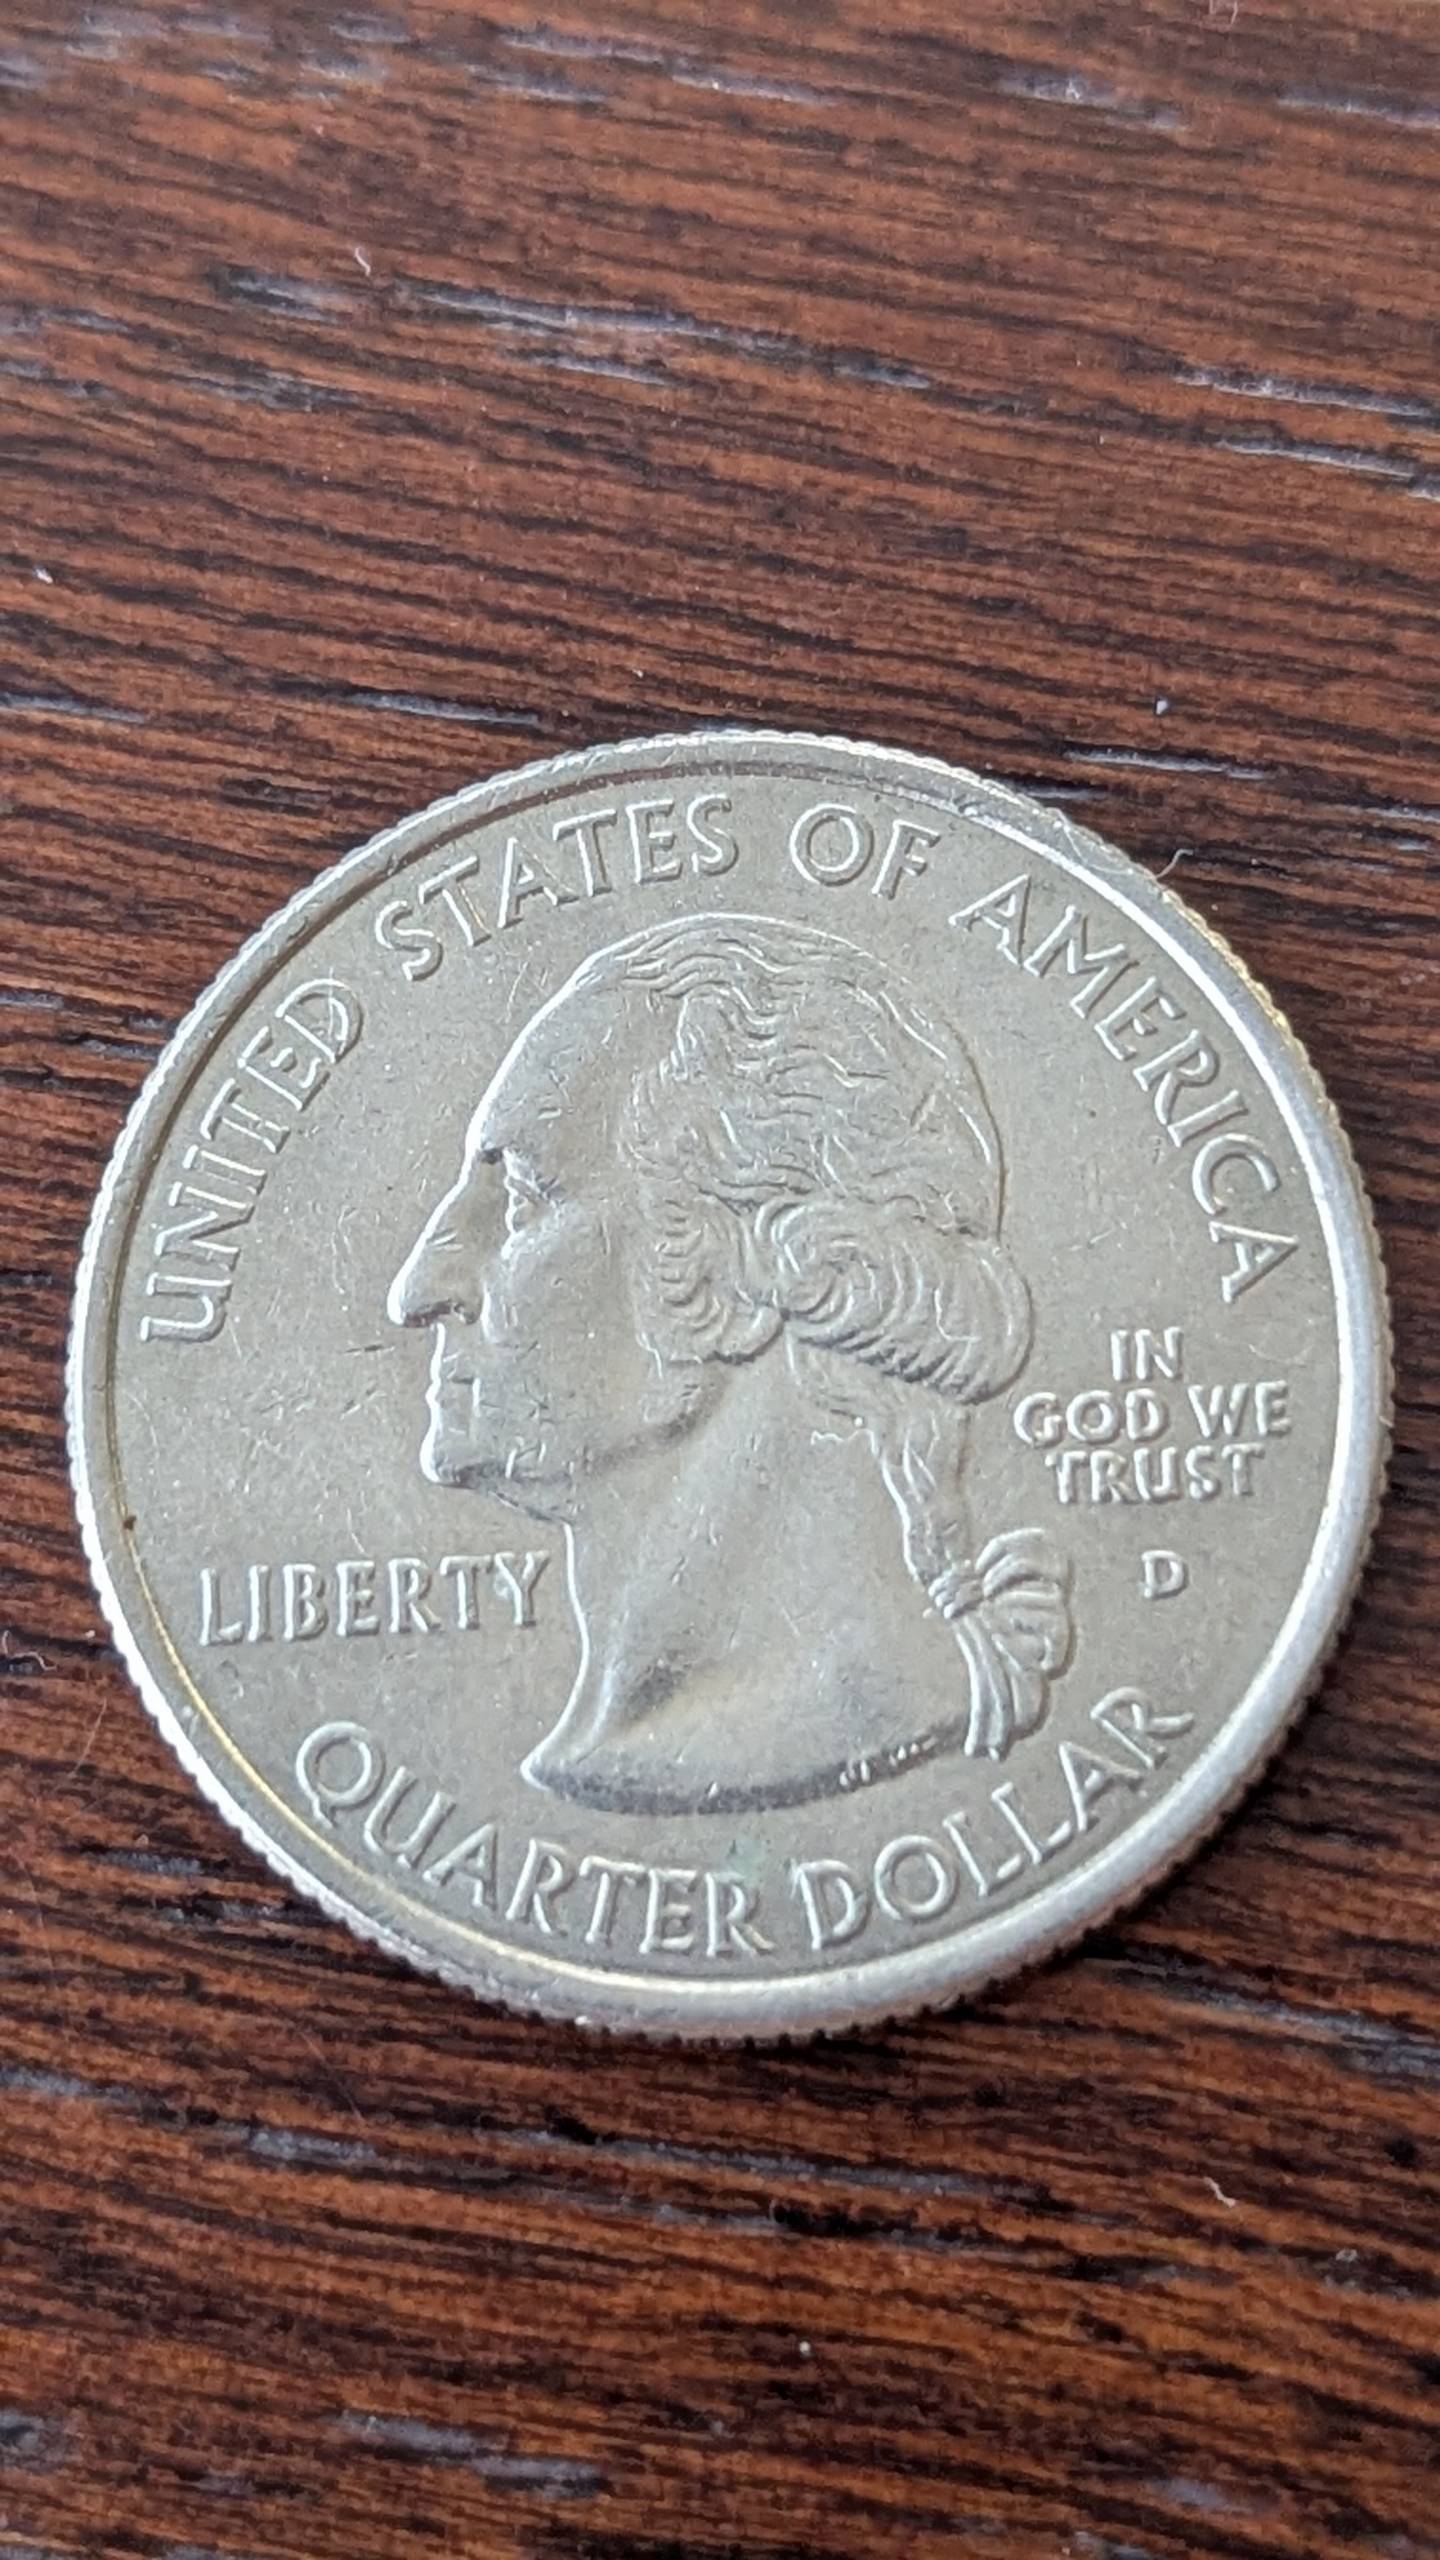 UNITED STATES OF AMERICA
IN
GOD WE
TRUST
LIBERTY
D
QUARTER DOLLAR